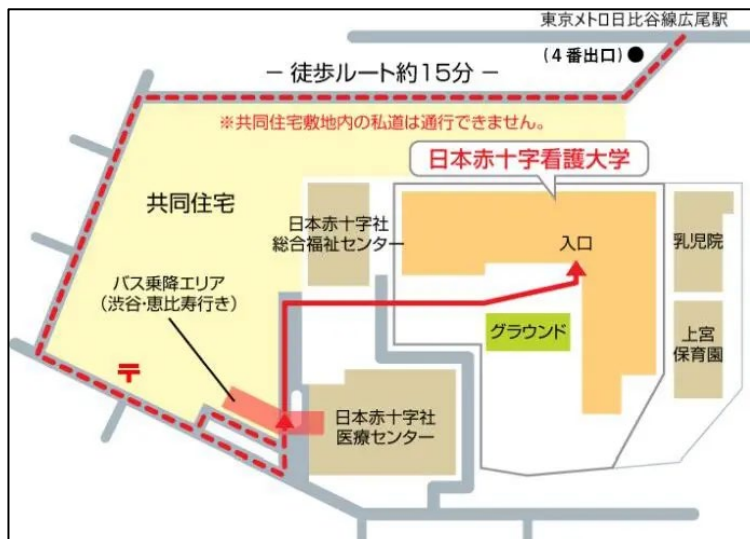 東京メトロ日比谷線広尾駅
(4番出口)
− 徒歩ルート約15分 −
※共同住宅敷地内の私道は通行できません。
日本赤十字看護大学
共同住宅
日本赤十字社
総合福祉センター
入口
乳児院
バス乗降エリア
(渋谷・恵比寿行き)
グラウンド
上宮
保育園
日本赤十字社
医療センター